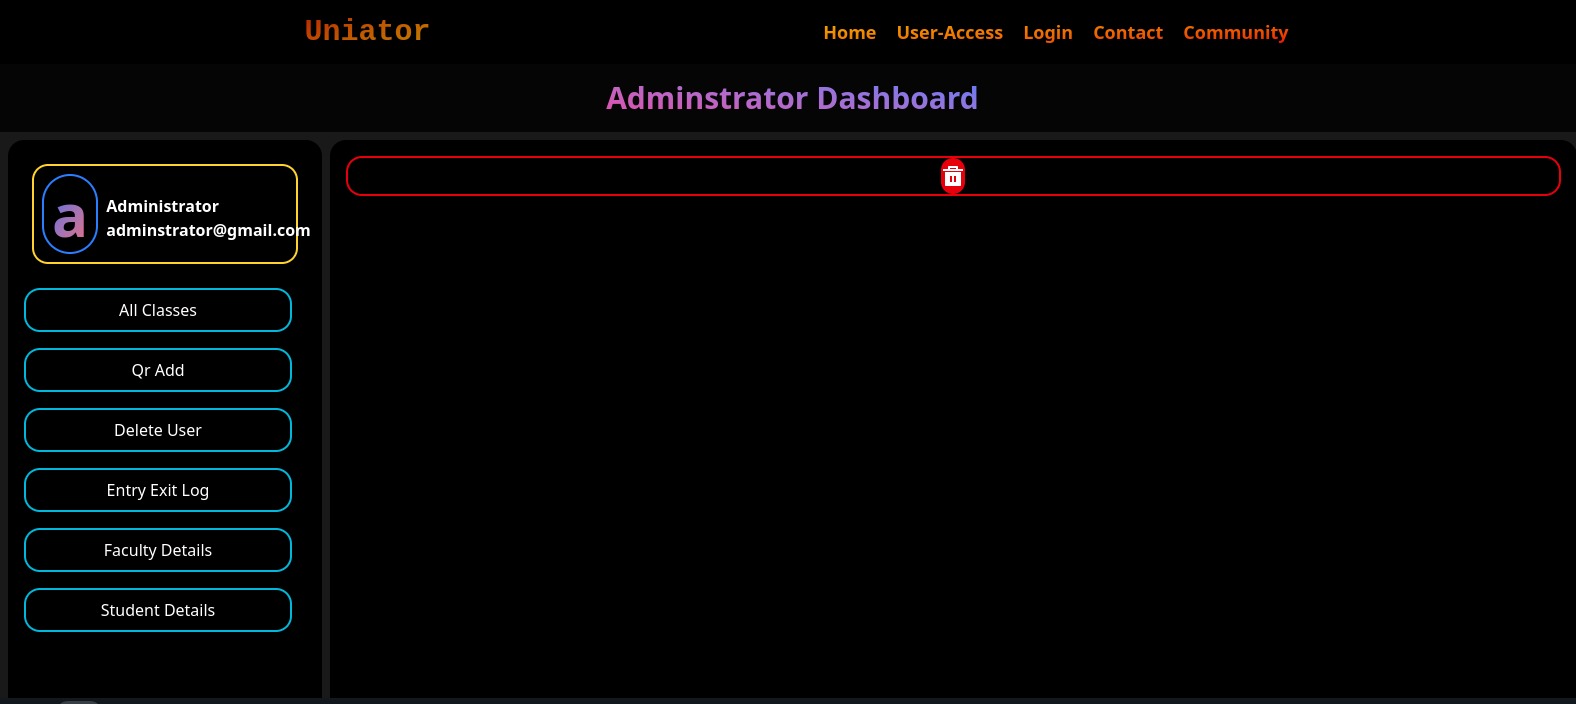 Uniator
Home User-Access Login Contact Community
Adminstrator Dashboard
a
Administrator
adminstrator@gmail.com
All Classes
Qr Add
Delete User
Entry Exit Log
Faculty Details
Student Details